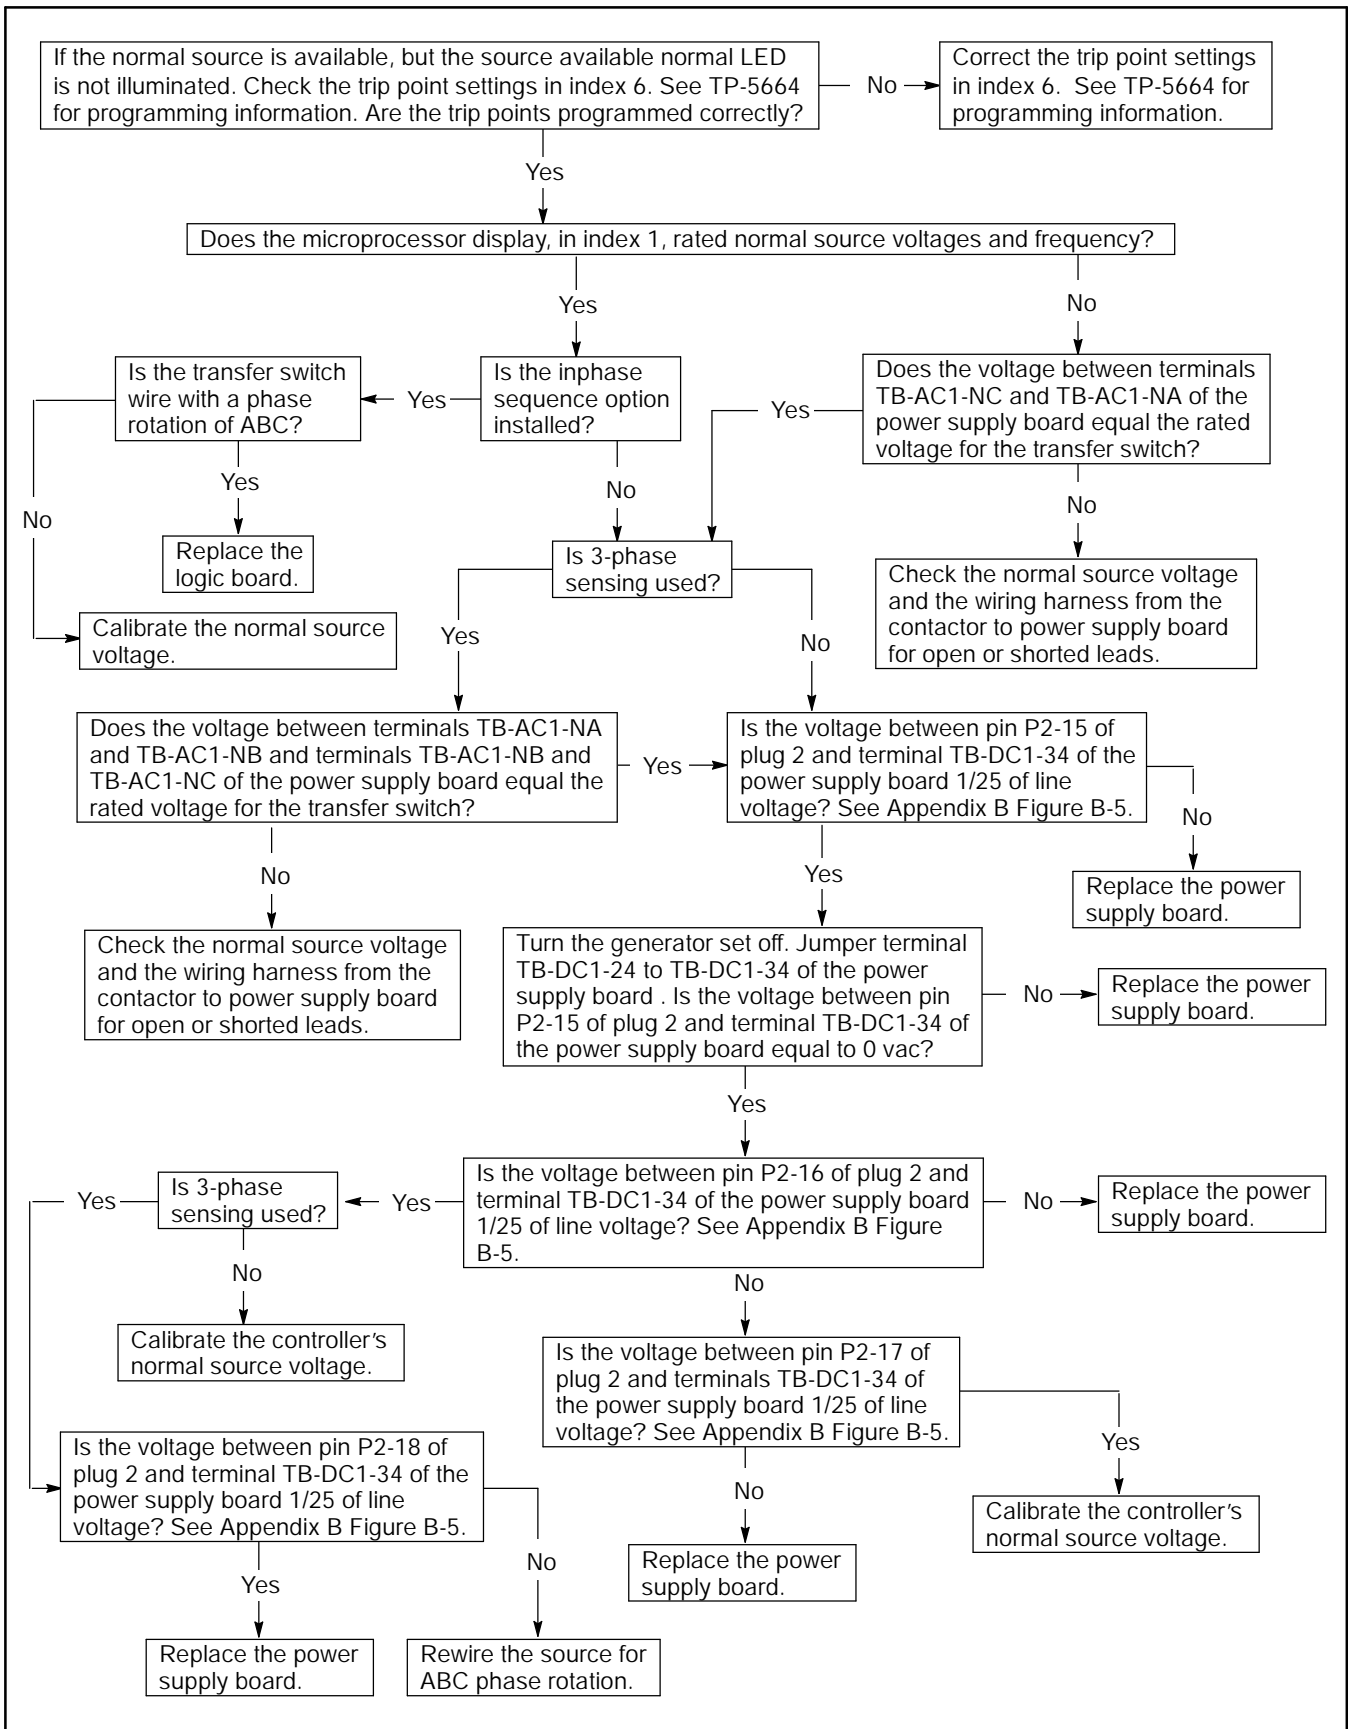 If the normal source is available, but the source available normal LED
is not illuminated. Check the trip point settings in index 6. See TP-5664
for programming information. Are the trip points programmed correctly?
No
Correct the trip point settings
in index 6. See TP-5664 for
programming information.
Yes
Does the microprocessor display, in index 1, rated normal source voltages and frequency?
Yes
No
Is the transfer switch
wire with a phase
rotation of ABC?
Yes
Is the inphase
sequence option
installed?
Yes
Does the voltage between terminals
TB-AC1-NC and TB-AC1-NA of the
power supply board equal the rated
voltage for the transfer switch?
No
Yes
No
No
Replace the
logic board.
Is 3-phase
sensing used?
Check the normal source voltage
and the wiring harness from the
contactor to power supply board
for open or shorted leads.
Calibrate the normal source
voltage.
Yes
No
Does the voltage between terminals TB-AC1-NA
and TB-AC1-NB and terminals TB-AC1-NB and
TB-AC1-NC of the power supply board equal the
rated voltage for the transfer switch?
Yes
Is the voltage between pin P2-15 of
plug 2 and terminal TB-DC1-34 of the
power supply board 1/25 of line
voltage? See Appendix B Figure B-5.
No
No
Yes
Replace the power
supply board.
Check the normal source voltage
and the wiring harness from the
contactor to power supply board
for open or shorted leads.
Turn the generator set off. Jumper terminal
TB-DC1-24 to TB-DC1-34 of the power
supply board . Is the voltage between pin
P2-15 of plug 2 and terminal TB-DC1-34 of
the power supply board equal to 0 vac?
No
Replace the power
supply board.
Yes
Yes
Is 3-phase
sensing used?
Yes
Is the voltage between pin P2-16 of plug 2 and
terminal TB-DC1-34 of the power supply board
1/25 of line voltage? See Appendix B Figure
B-5.
No
Replace the power
supply board.
No
No
Calibrate the controller's
normal source voltage.
Is the voltage between pin P2-17 of
plug 2 and terminals TB-DC1-34 of
the power supply board 1/25 of line
voltage? See Appendix B Figure B-5.
Yes
Is the voltage between pin P2-18 of
plug 2 and terminal TB-DC1-34 of the
power supply board 1/25 of line
voltage? See Appendix B Figure B-5.
No
Calibrate the controller's
normal source voltage.
Replace the power
supply board.
No
Yes
Replace the power
supply board.
Rewire the source for
ABC phase rotation.